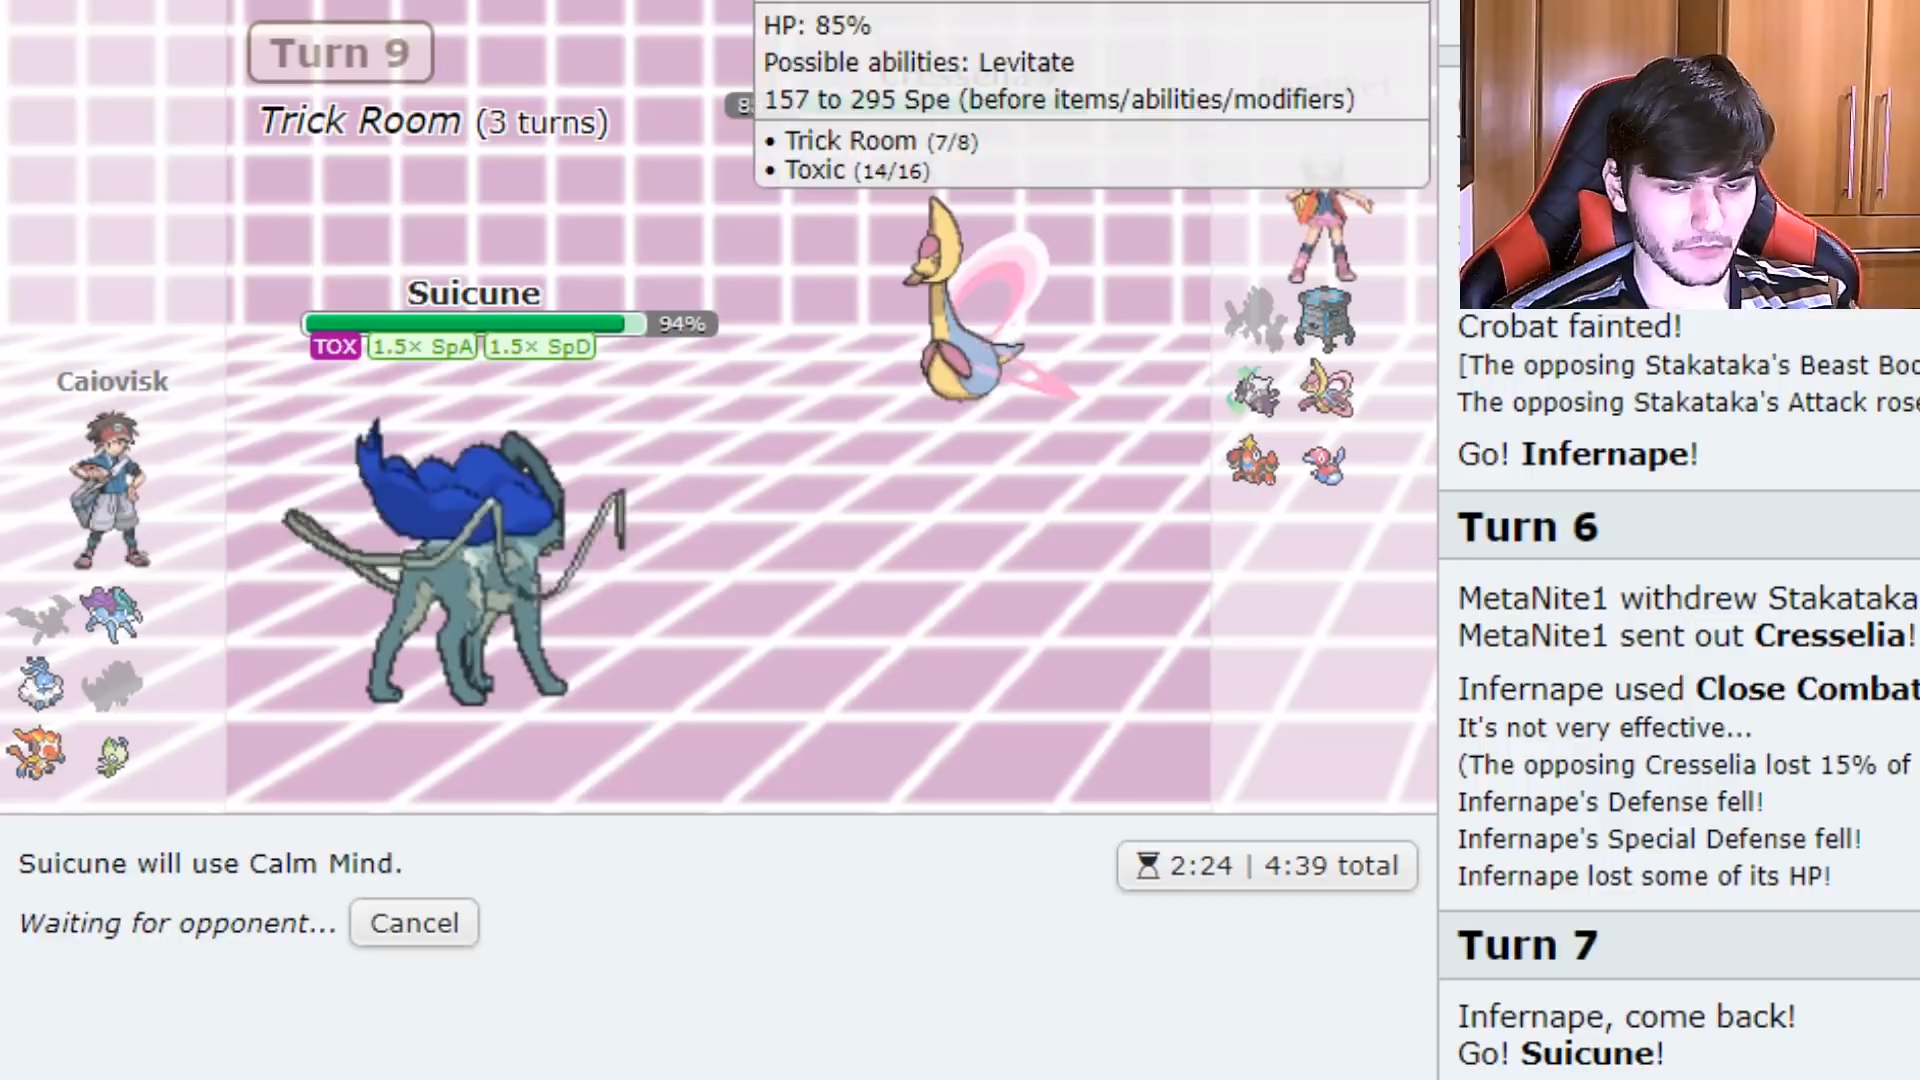 HP: 85%
Possible abilities: Levitate
157 to 295 Spe (before items/abilities/modifiers)
• Trick Room (7/8)
• Toxic (14/16)
Turn 9
Trick Room (3 turns)
Suicune
94%
TOX 1.5× SpA 1.5× SpD
Caiovisk
Suicune will use Calm Mind.
2:24 | 4:39 total
Waiting for opponent... Cancel
Crobat fainted!
[The opposing Stakataka's Beast Boo
The opposing Stakataka's Attack rose
Go! Infernape!
Turn 6
MetaNite1 withdrew Stakataka
MetaNite1 sent out Cresselia!
Infernape used Close Combat
It's not very effective...
(The opposing Cresselia lost 15% of
Infernape's Defense fell!
Infernape's Special Defense fell!
Infernape lost some of its HP!
Turn 7
Infernape, come back!
Go! Suicune!